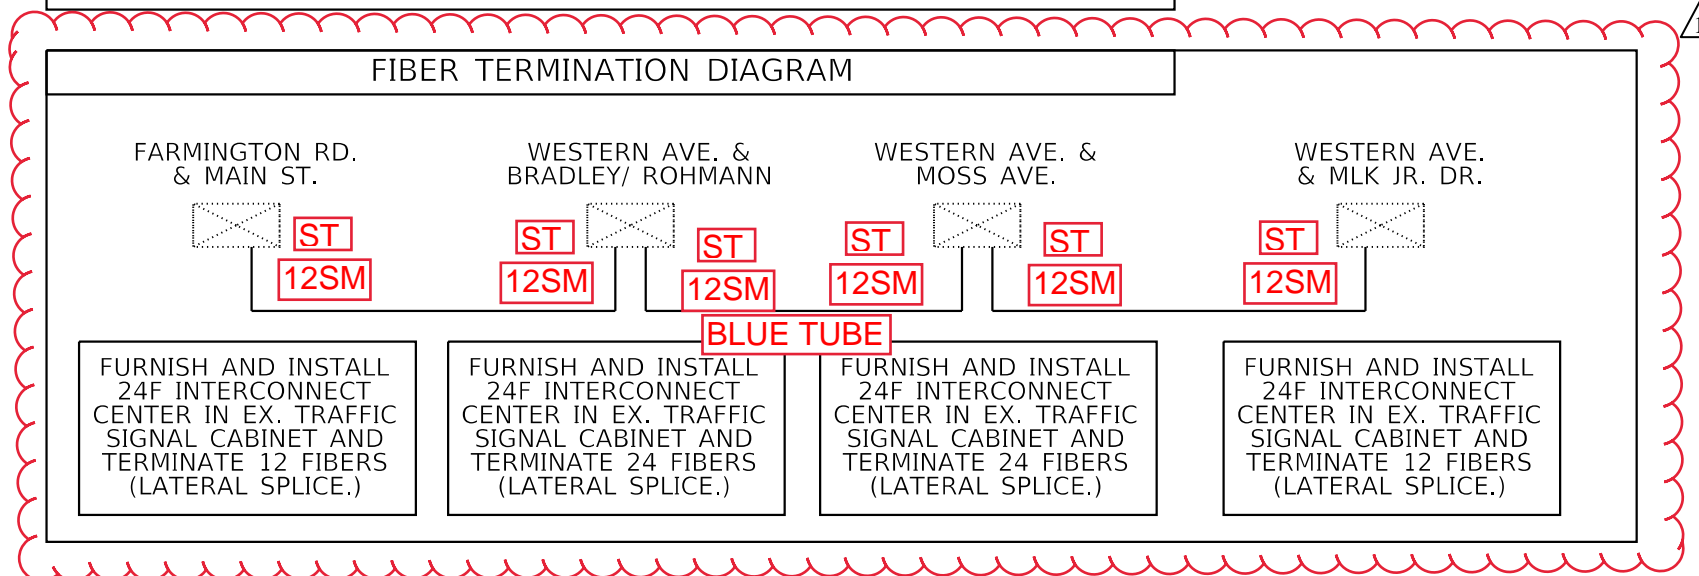 1
FIBER TERMINATION DIAGRAM
FARMINGTON RD.
& MAIN ST.
WESTERN AVE. &
BRADLEY/ ROHMANN
WESTERN AVE. &
MOSS AVE.
WESTERN AVE.
& MLK JR. DR.
ST
12SM
ST
12SM
ST
12SM
ST
12SM
ST
12SM
ST
12SM
BLUE TUBE
FURNISH AND INSTALL
24F INTERCONNECT
CENTER IN EX. TRAFFIC
SIGNAL CABINET AND
TERMINATE 12 FIBERS
(LATERAL SPLICE.)
FURNISH AND INSTALL
24F INTERCONNECT
CENTER IN EX. TRAFFIC
SIGNAL CABINET AND
TERMINATE 24 FIBERS
(LATERAL SPLICE.)
FURNISH AND INSTALL
24F INTERCONNECT
CENTER IN EX. TRAFFIC
SIGNAL CABINET AND
TERMINATE 24 FIBERS
(LATERAL SPLICE.)
FURNISH AND INSTALL
24F INTERCONNECT
CENTER IN EX. TRAFFIC
SIGNAL CABINET AND
TERMINATE 12 FIBERS
(LATERAL SPLICE.)